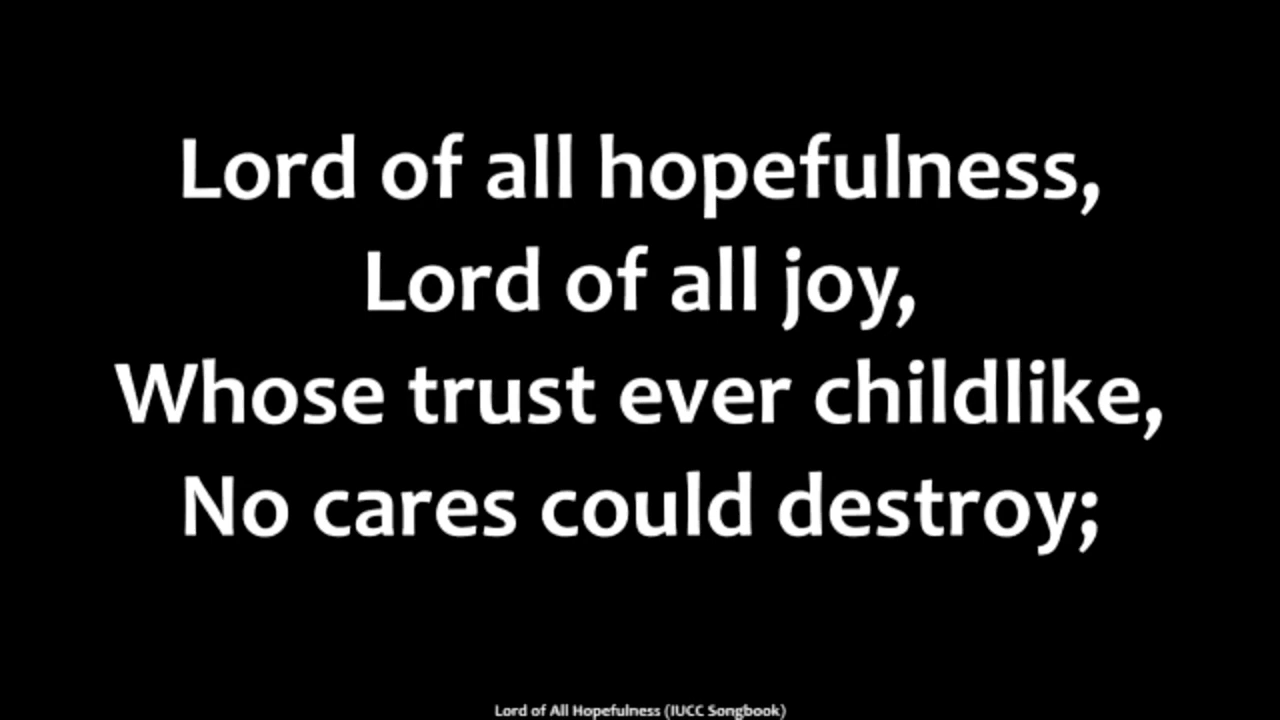 Lord of all hopefulness,
Lord of all joy,
Whose trust ever childlike,
No cares could destroy;
Lord of All Hopefulness (IUCC Songbook)